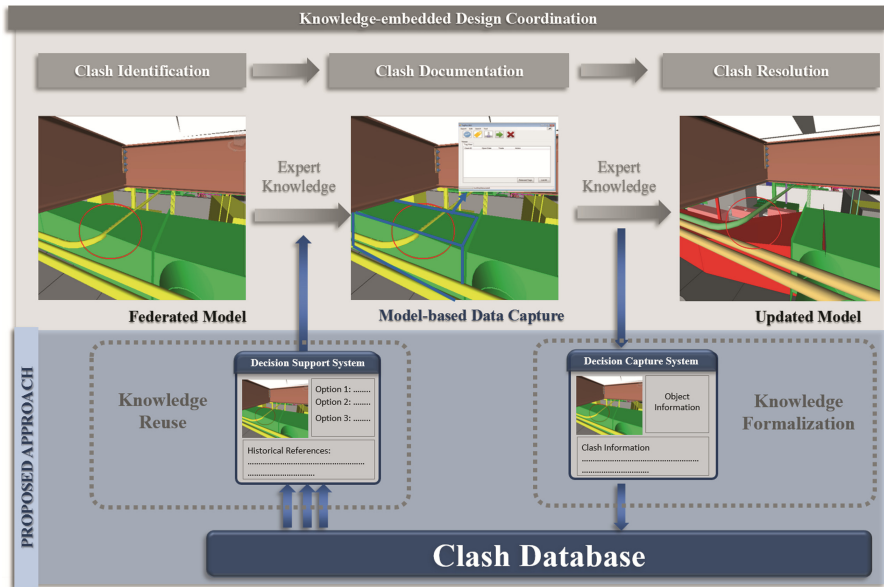 Knowledge-embedded Design Coordination
Clash Identification
Clash Documentation
Clash Resolution
Expert
Knowledge
Expert
Knowledge
Federated Model
Model-based Data Capture
Updated Model
PROPOSED APPROACH
Knowledge
Reuse
Decision Support System
Option 1: ........
Option 2: ........
Option 3: ........
Historical References:
Decision Capture System
Object
Information
Clash Information
Knowledge
Formalization
Clash Database